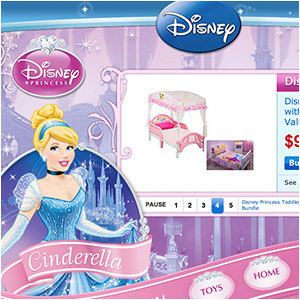 Disney
Disney
PRINCESS
Dis
with
Val
$9
Bu
See
PAUSE 1 2 3 4 5
Disney Princess Toddle
Bundle
Cinderella
TOYS
HOME